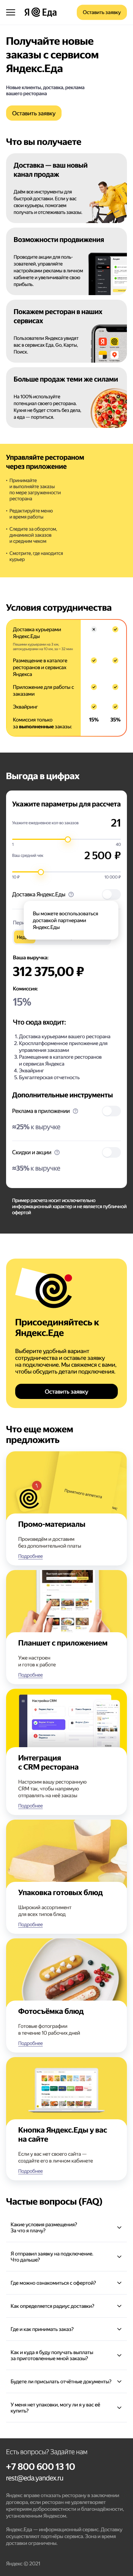 Я Еда
Оставить заявку
Получайте новые
заказы с сервисом
Яндекс.Еда
Новые клиенты, доставка, реклама
вашего ресторана
Оставить заявку
Что вы получаете
Доставка — ваш новый
канал продаж
Даём все инструменты для
быстрой доставки. Если у вас
свои курьеры, помогаем
получать и отслеживать заказы.
Возможности продвижения
Проводите акции для поль-
зователей, управляйте
настройками рекламы в личном
кабинете и увеличивайте свою
прибыль.
Покажем ресторан в наших
сервисах
Пользователи Яндекса увидят
вас в сервисах Еда. Go, Карты,
Поиск.
Больше продаж теми же силами
На 100% используйте
потенциал своего ресторана.
Кухне не будет стоять без дела,
а еда — портиться.
Управляйте рестораном
через приложение
Принимайте
и выполняйте заказы
по мере загруженности
ресторана
Редактируйте меню
и время работы
Следите за оборотом,
динамикой заказов
и средним чеком
Смотрите, где находится
курьер
Условия сотрудничества
Доставка курьерами
Яндекс.Еды
Размещение в каталоге
ресторанов и сервисах
Яндекса
Приложение для работы с
заказами
Эквайринг
Комиссия только
за выполненные заказы:
15%
35%
Выгода в цифрах
Укажите параметры для рассчета
Укажите ежедневное кол-во заказов
21
1
40
Ваш средний чек
2 500 ₽
10 ₽
10 000 ₽
Доставка Яндекс.Еды
Вы можете воспользоваться
доставкой партнерами
Яндекс.Еды
Ваша выручка:
312 375,00 ₽
Комиссия:
15%
Что сюда входит:
1. Доставка курьерами вашего ресторана
2. Кроссплатформенное приложение для
управления заказами
3. Размещение в каталоге ресторанов
и сервисах Яндекса
4. Эквайринг
5. Бухгалтерская отчетность
Дополнительные инструменты
Реклама в приложении
≈25% к выручке
Скидки и акции
≈35% к выручке
Пример расчета носит исключительно
информационный характер и не является публичной
офертой
Присоединяйтесь к
Яндекс.Еде
Выберите удобный вариант
сотрудничества и оставьте заявку
на подключение. Мы свяжемся с вами,
чтобы обсудить детали подключения.
Оставить заявку
Что еще можем
предложить
Промо-материалы
Произведём и доставим
без дополнительной платы
Подробнее
Планшет с приложением
Уже настроен
и готов к работе
Подробнее
Интеграция
с CRM ресторана
Настроим вашу ресторанную
CRM так, чтобы напрямую
отправлять на неё заказы
Подробнее
Упаковка готовых блюд
Широкий ассортимент
для всех типов блюд
Подробнее
Фотосъёмка блюд
Готовые фотографии
в течение 10 рабочих дней
Подробнее
Кнопка Яндекс.Еды у вас
на сайте
Если у вас нет своего сайта —
создайте его в личном кабинете
Подробнее
Частые вопросы (FAQ)
Какие условия размещения?
За что я плачу?
Я отправил заявку на подключение.
Что дальше?
Где можно ознакомиться с офертой?
Как определяется радиус доставки?
Где и как принимать заказ?
Как и куда я буду получать выплаты
за приготовленные мной заказы?
Будете ли присылать отчётные документы?
У меня нет упаковки, могу ли я у вас её
купить?
Есть вопросы? Задайте нам
+7 800 600 13 10
rest@eda.yandex.ru
Яндекс вправе отказать ресторану в заключении
договора, если ресторан не удовлетворяет
критериям добросовестности и благонадёжности,
установленным Яндексом
Яндекс.Еда — информационный сервис. Доставку
осуществляют партнёры сервиса. Зона и время
доставки ограничены.
Яндекс © 2021